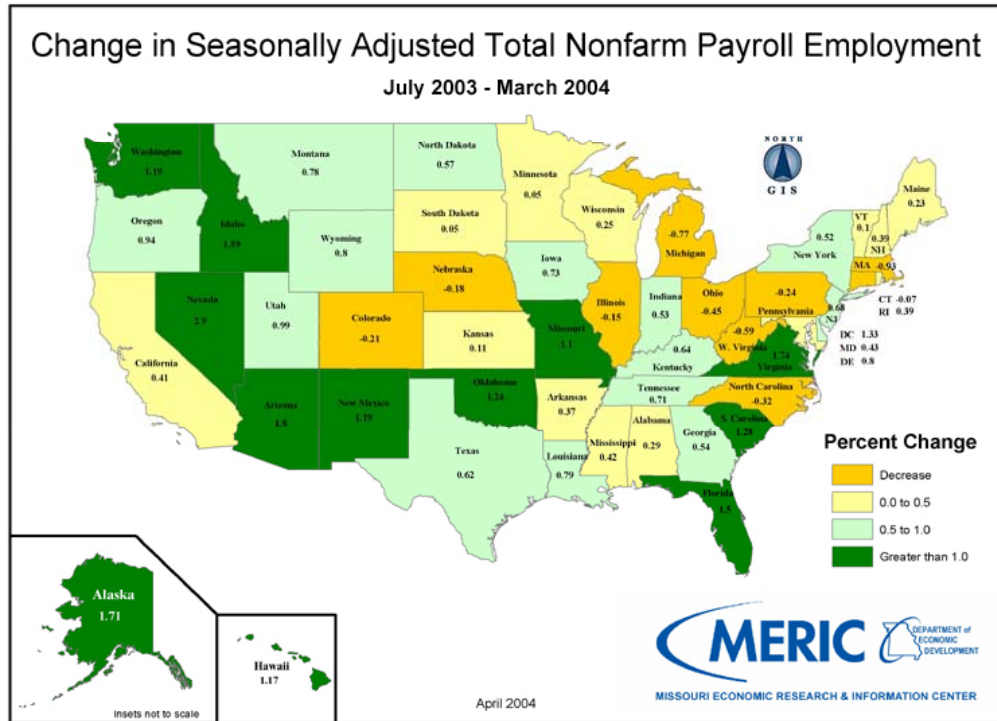 Change in Seasonally Adjusted Total Nonfarm Payroll Employment
July 2003 - March 2004
NORTH
GIS
Washington
1.19
Montana
0.78
North Dakota
0.57
Minnesota
0.05
Maine
0.23
VT
0.1
0.39
NH
Oregon
0.94
Idaho
1.59
Wyoming
0.8
South Dakota
0.05
Wisconsin
0.25
-0.77
Michigan
0.52
New York
MA -0.93
CT -0.07
RI 0.39
Nebraska
-0.18
Iowa
0.73
Illinois
-0.15
Indiana
0.53
Ohio
-0.45
-0.24
Pennsylvania
0.68
NJ
DC 1.33
MD 0.43
DE 0.8
Nevada
2.9
Utah
0.99
Colorado
-0.21
Kansas
0.11
Missouri
1.1
-0.59
W. Virginia
1.74
Virginia
0.64
Kentucky
California
0.41
Arizona
1.8
New Mexico
1.19
Oklahoma
1.24
Arkansas
0.37
Tennessee
0.71
North Carolina
-0.32
S. Carolina
1.28
Texas
0.62
Louisiana
0.79
Mississippi
0.42
Alabama
0.29
Georgia
0.54
Florida
1.5
Percent Change
Decrease
0.0 to 0.5
0.5 to 1.0
Greater than 1.0
Alaska
1.71
Insets not to scale
Hawaii
1.17
April 2004
MERIC
DEPARTMENT of
ECONOMIC
DEVELOPMENT
MISSOURI ECONOMIC RESEARCH & INFORMATION CENTER